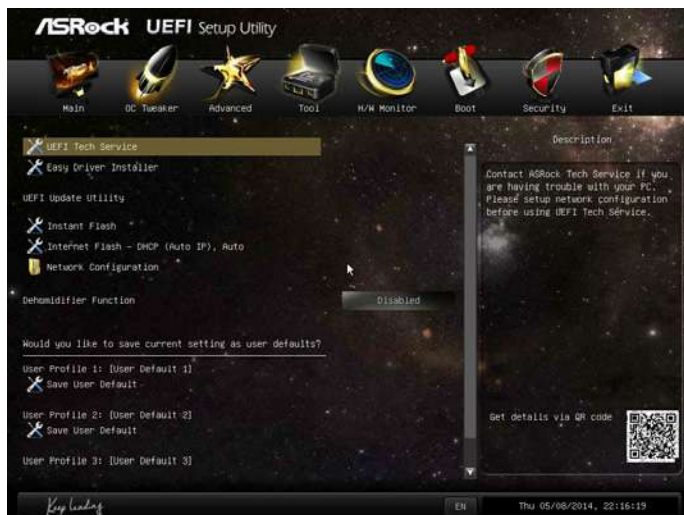 ASRock UEFI Setup Utility
Main OC Tweaker Advanced Tool H/W Monitor Boot Security Exit
UEFI Tech Service
Easy Driver Installer
UEFI Update Utility
Instant Flash
Internet Flash - DHCP (Auto IP), Auto
Network Configuration
Dehumidifier Function Disabled
Would you like to save current setting as user defaults?
User Profile 1: [User Default 1]
Save User Default
User Profile 2: [User Default 2]
Save User Default
User Profile 3: [User Default 3]
Description
Contact ASRock Tech Service if you
are having trouble with your PC.
Please setup network configuration
before using UEFI Tech Service.
Get details via QR code
Keep Leading
EN Thu 05/08/2014, 22:16:19